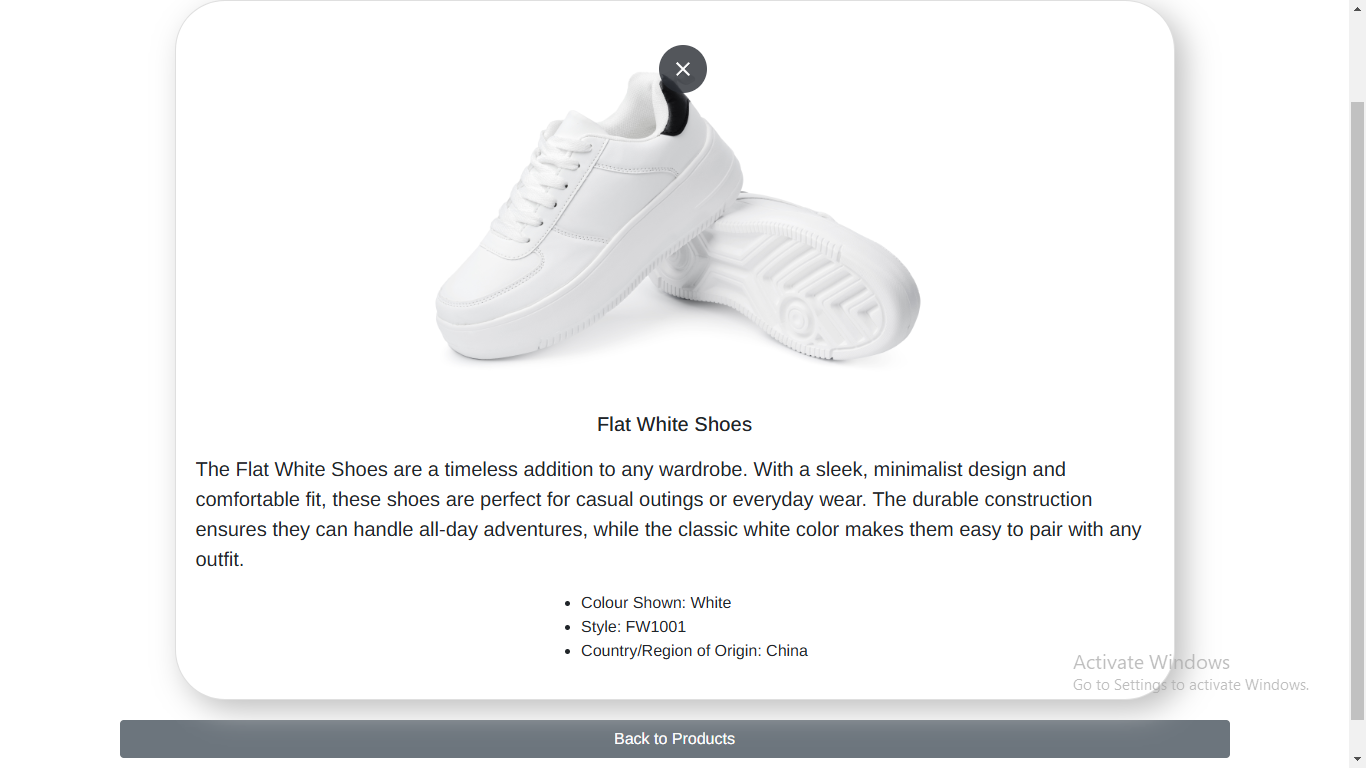 Flat White Shoes
The Flat White Shoes are a timeless addition to any wardrobe. With a sleek, minimalist design and
comfortable fit, these shoes are perfect for casual outings or everyday wear. The durable construction
ensures they can handle all-day adventures, while the classic white color makes them easy to pair with any
outfit.
• Colour Shown: White
• Style: FW1001
• Country/Region of Origin: China
Activate Windows
Go to Settings to activate Windows.
Back to Products